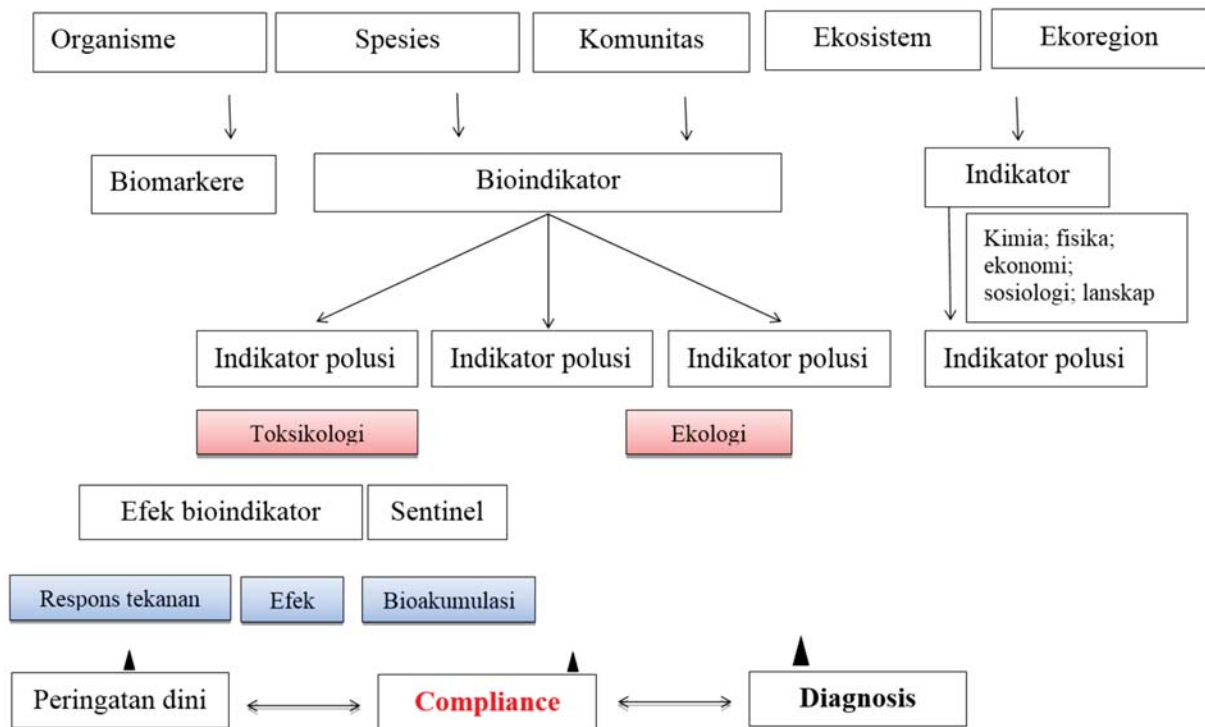 Organisme
Spesies
Komunitas
Ekosistem
Ekoregion
Biomarkere
Bioindikator
Indikator
Kimia; fisika;
ekonomi;
sosiologi; lanskap
Indikator polusi
Indikator polusi
Indikator polusi
Indikator polusi
Toksikologi
Ekologi
Efek bioindikator
Sentinel
Respons tekanan
Efek
Bioakumulasi
Peringatan dini
Compliance
Diagnosis